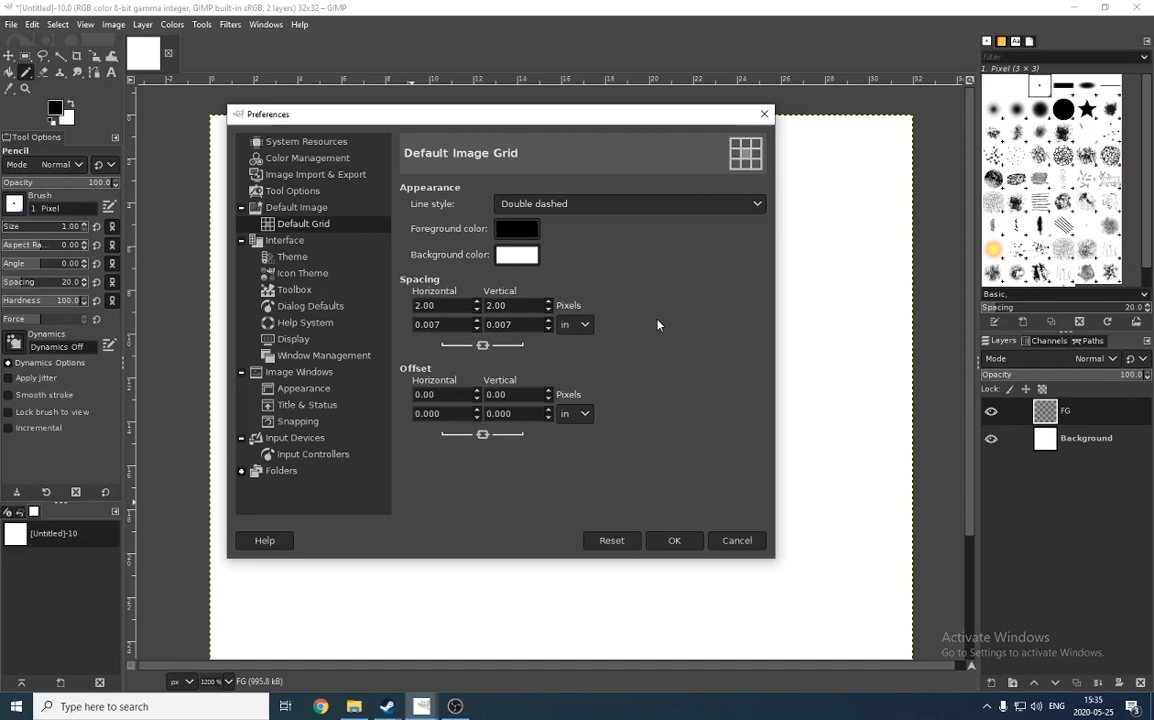 *[Untitled]-10.0 (RGB color 8-bit gamma integer, GIMP built-in sRGB, 2 layers) 32x32 – GIMP
File Edit Select View Image Layer Colors Tools Filters Windows Help
Tool Options
Pencil
Mode Normal
Opacity 100.0
Brush
1. Pixel
Size 1.00
Aspect Ra... 0.00
Angle 0.00
Spacing 20.0
Hardness 100.0
Force
Dynamics
Dynamics Off
Dynamics Options
Apply Jitter
Smooth stroke
Lock brush to view
Incremental
[Untitled]-10
Preferences
System Resources
Color Management
Image Import & Export
Tool Options
Default Image
Default Grid
Interface
Theme
Icon Theme
Toolbox
Dialog Defaults
Help System
Display
Window Management
Image Windows
Appearance
Title & Status
Snapping
Input Devices
Input Controllers
Folders
Default Image Grid
Appearance
Line style: Double dashed
Foreground color:
Background color:
Spacing
Horizontal Vertical
2.00 2.00 Pixels
0.007 0.007 in
Offset
Horizontal Vertical
0.00 0.00 Pixels
0.000 0.000 in
Help Reset OK Cancel
px 3200 % FG (995.8 kB)
filter
1. Pixel (3 × 3)
Basic,
Spacing 20.0
Layers Channels Paths
Mode Normal
Opacity 100.0
Lock:
FG
Background
Activate Windows
Go to Settings to activate Windows.
Type here to search
ENG
15:35
2020-05-25
3